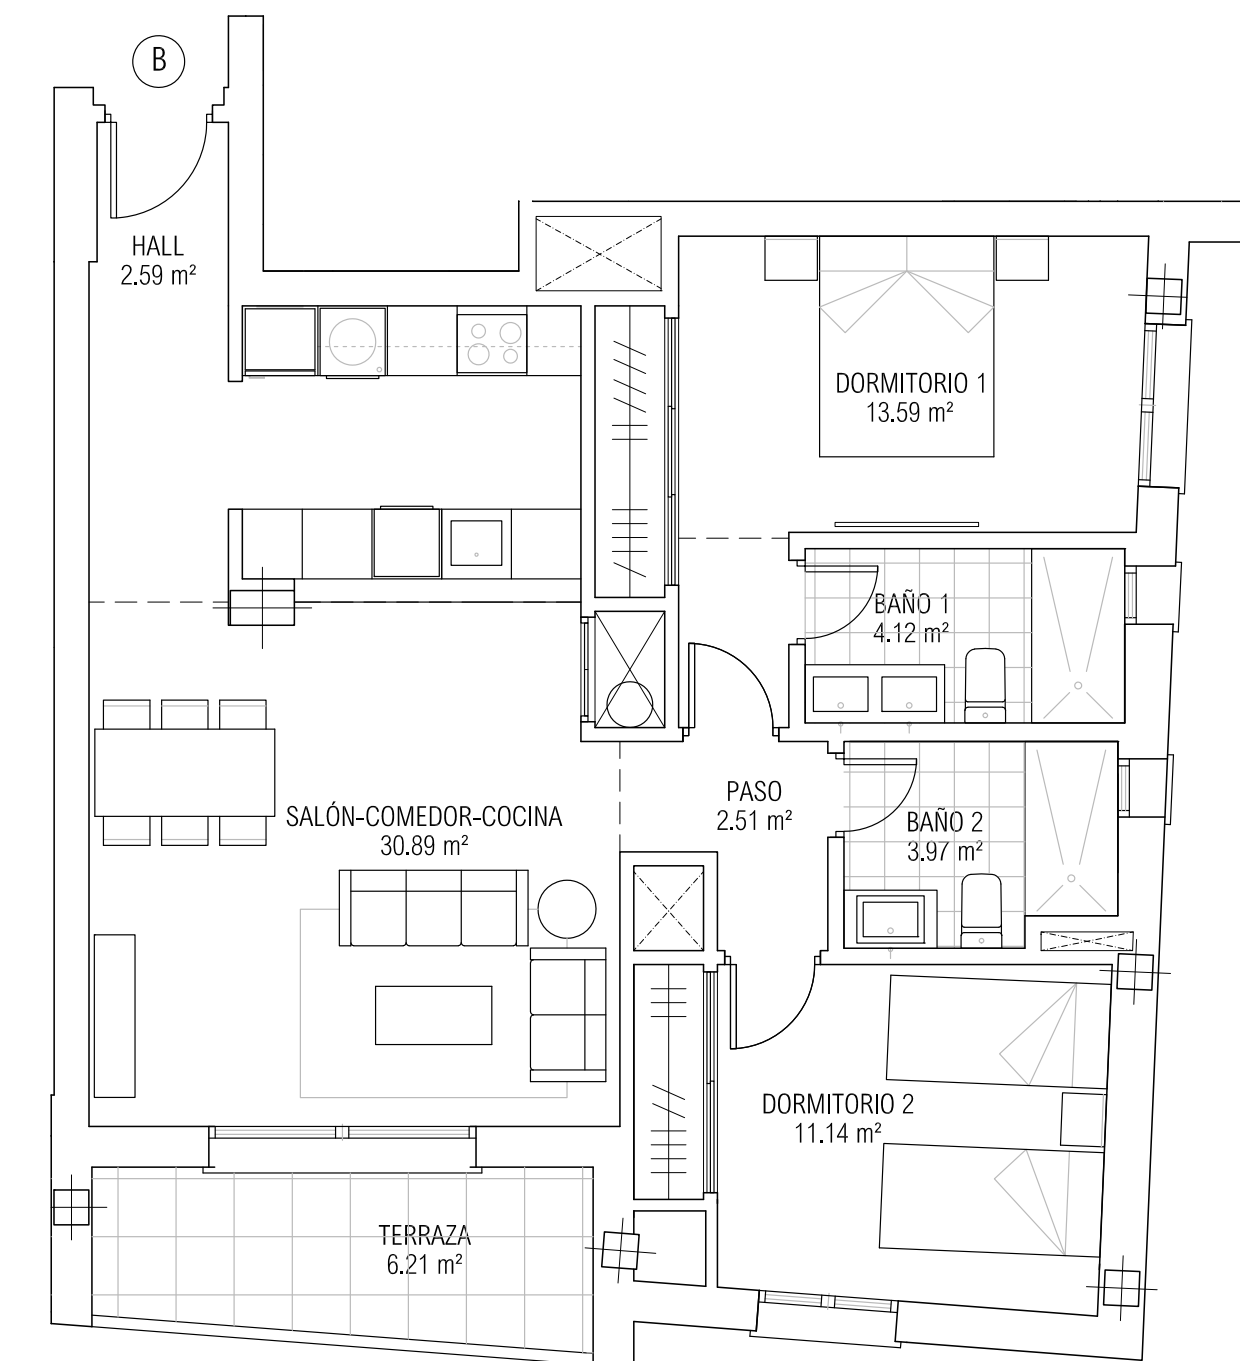 B
HALL
2.59 m²
DORMITORIO 1
13.59 m²
BAÑO 1
4.12 m²
PASO
2.51 m²
SALÓN-COMEDOR-COCINA
30.89 m²
BAÑO 2
3.97 m²
DORMITORIO 2
11.14 m²
TERRAZA
6.21 m²